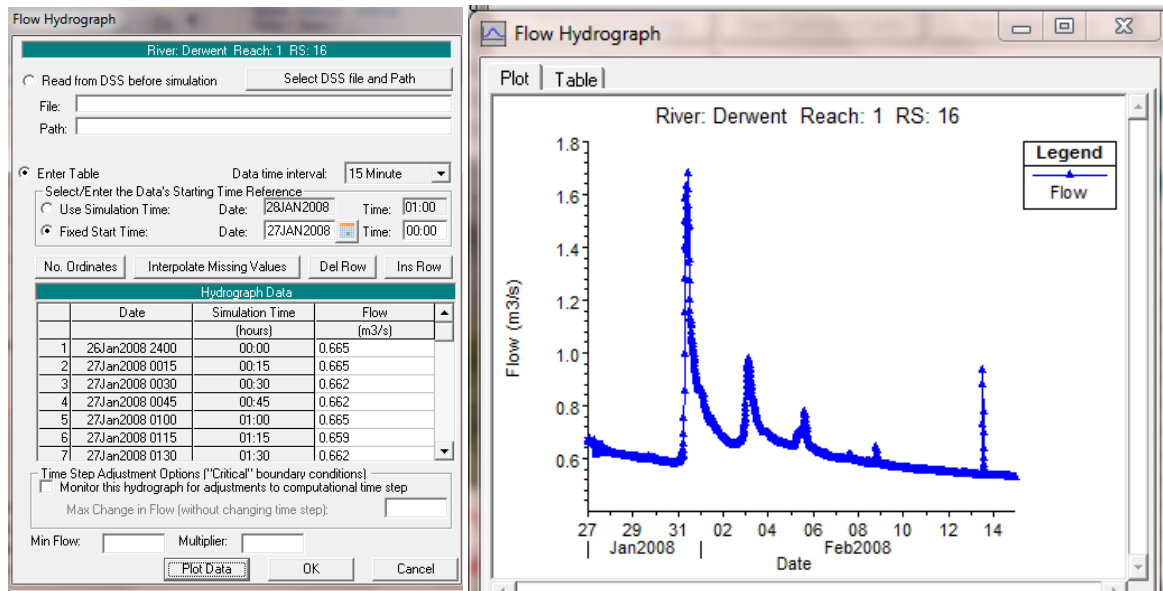 Flow Hydrograph
River: Derwent Reach: 1 RS: 16
Read from DSS before simulation
Select DSS file and Path
File:
Path:
Enter Table
Data time interval: 15 Minute
Select/Enter the Data's Starting Time Reference
Use Simulation Time: Date: 28JAN2008 Time: 01:00
Fixed Start Time: Date: 27JAN2008 Time: 00:00
No. Ordinates Interpolate Missing Values Del Row Ins Row
Hydrograph Data
Date Simulation Time Flow
(hours) (m3/s)
1 26Jan2008 2400 00:00 0.665
2 27Jan2008 0015 00:15 0.665
3 27Jan2008 0030 00:30 0.662
4 27Jan2008 0045 00:45 0.662
5 27Jan2008 0100 01:00 0.665
6 27Jan2008 0115 01:15 0.659
7 27Jan2008 0130 01:30 0.662
Time Step Adjustment Options ("Critical" boundary conditions)
Monitor this hydrograph for adjustments to computational time step
Max Change in Flow (without changing time step):
Min Flow: Multiplier:
Plot Data OK Cancel
Flow Hydrograph
Plot Table
River: Derwent Reach: 1 RS: 16
Legend
Flow
1.8
1.6
1.4
1.2
1.0
0.8
0.6
Flow (m3/s)
27 29 31 02 04 06 08 10 12 14
Jan2008 Feb2008
Date